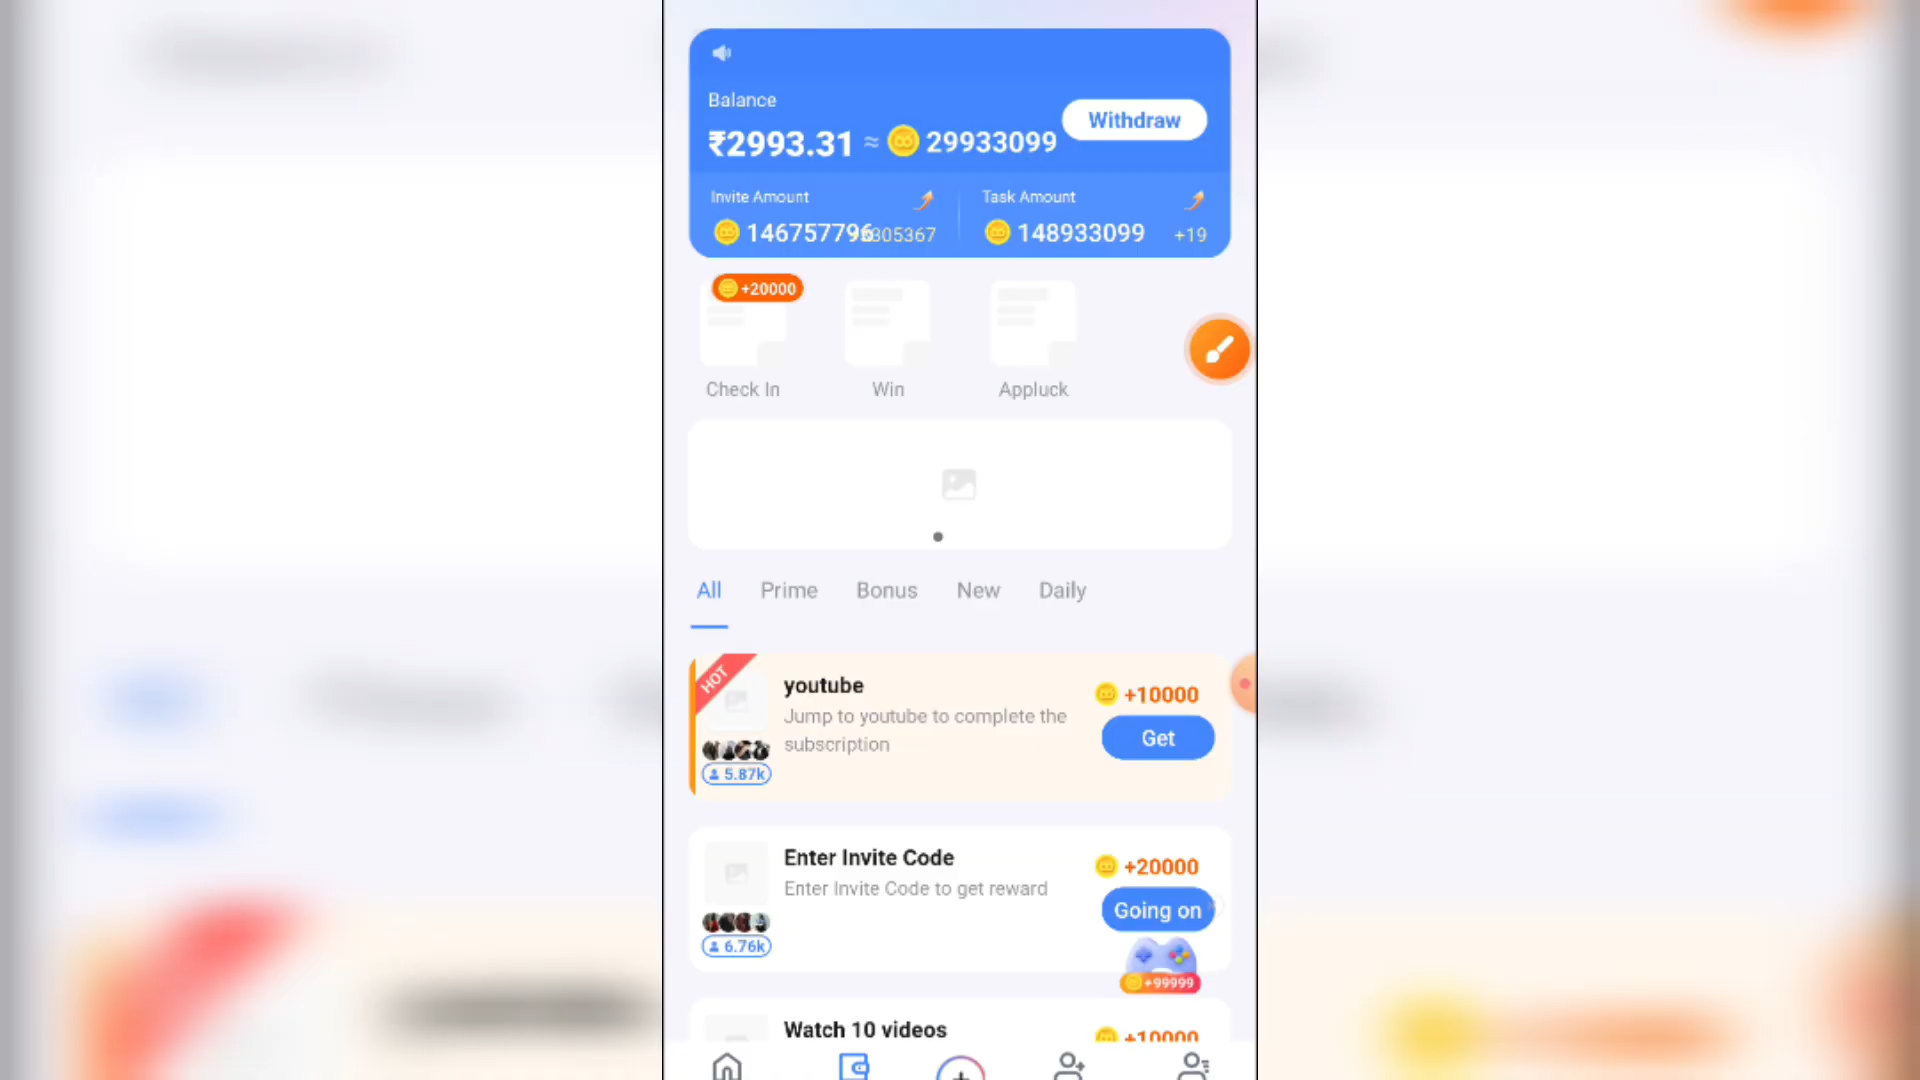 Balance
₹2993.31 ≈ 29933099
Withdraw
Invite Amount
146757796
Task Amount
148933099 +19
+20000
Check In
Win
Appluck
All Prime Bonus New Daily
HOT
youtube
Jump to youtube to complete the
subscription
+10000
Get
5.87k
Enter Invite Code
Enter Invite Code to get reward
+20000
Going on
6.76k
+99999
Watch 10 videos
+10000